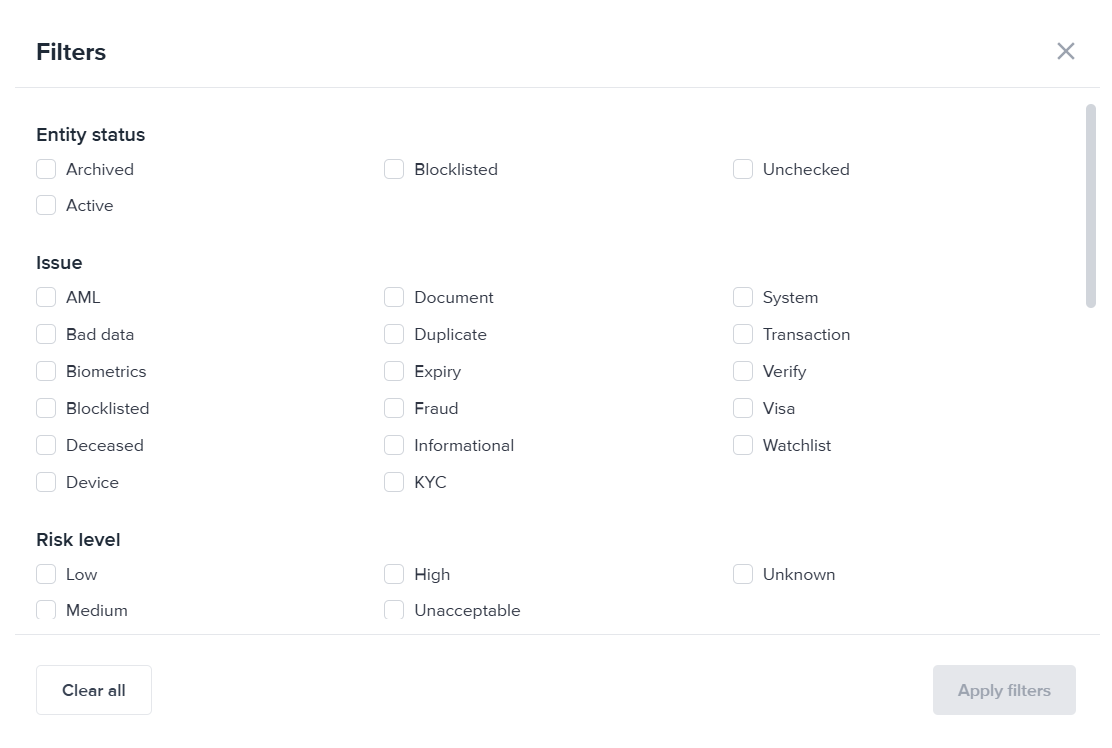 Filters
Entity status
Archived
Blocklisted
Unchecked
Active
Issue
AML
Document
System
Bad data
Duplicate
Transaction
Biometrics
Expiry
Verify
Blocklisted
Fraud
Visa
Deceased
Informational
Watchlist
Device
KYC
Risk level
Low
High
Unknown
Medium
Unacceptable
Clear all
Apply filters